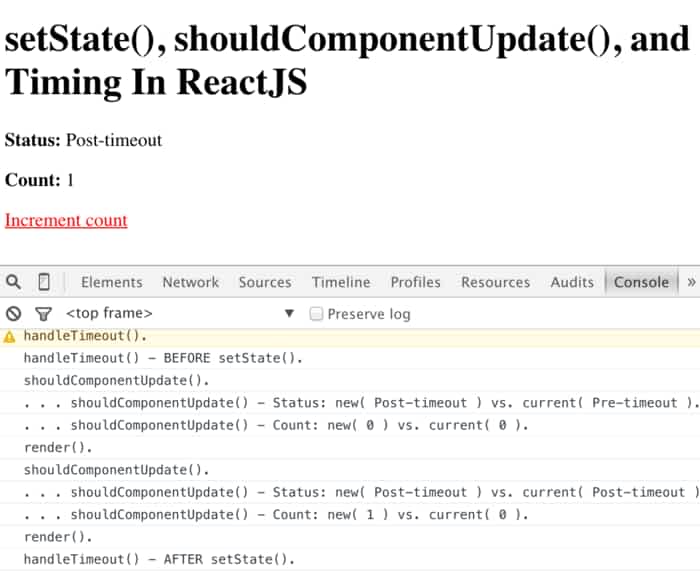 setState(), shouldComponentUpdate(), and
Timing In ReactJS
Status: Post-timeout
Count: 1
Increment count
Elements Network Sources Timeline Profiles Resources Audits Console »
<top frame> ▼ Preserve log
handleTimeout().
handleTimeout() – BEFORE setState().
shouldComponentUpdate().
. . . shouldComponentUpdate() – Status: new( Post-timeout ) vs. current( Pre-timeout ).
. . . shouldComponentUpdate() – Count: new( 0 ) vs. current( 0 ).
render().
shouldComponentUpdate().
. . . shouldComponentUpdate() – Status: new( Post-timeout ) vs. current( Post-timeout )
. . . shouldComponentUpdate() – Count: new( 1 ) vs. current( 0 ).
render().
handleTimeout() – AFTER setState().